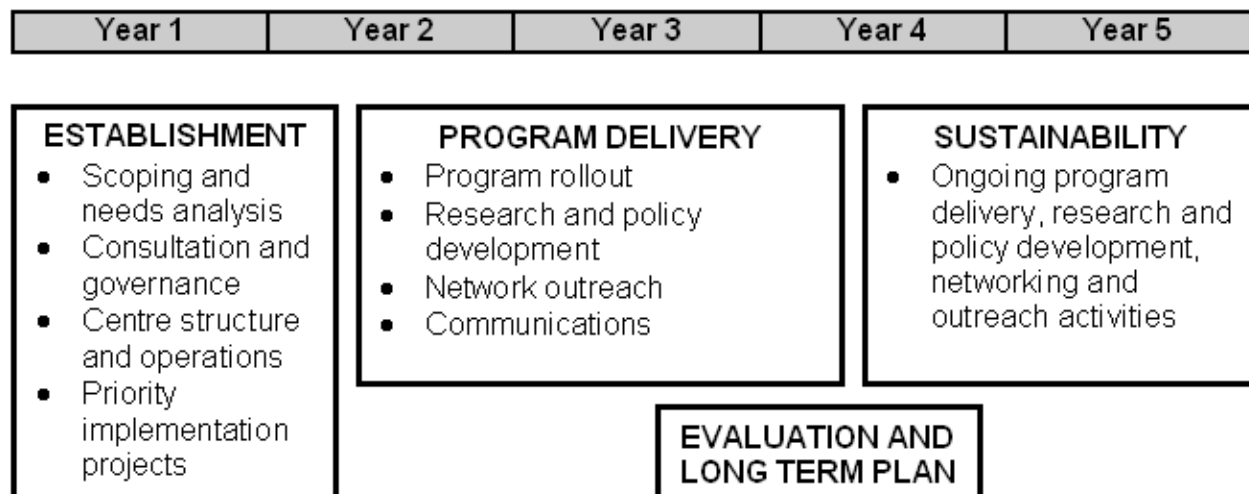 Year 1 Year 2 Year 3 Year 4 Year 5
ESTABLISHMENT
• Scoping and
needs analysis
• Consultation and
governance
• Centre structure
and operations
• Priority
implementation
projects
PROGRAM DELIVERY
• Program rollout
• Research and policy
development
• Network outreach
• Communications
SUSTAINABILITY
• Ongoing program
delivery, research and
policy development,
networking and
outreach activities
EVALUATION AND
LONG TERM PLAN